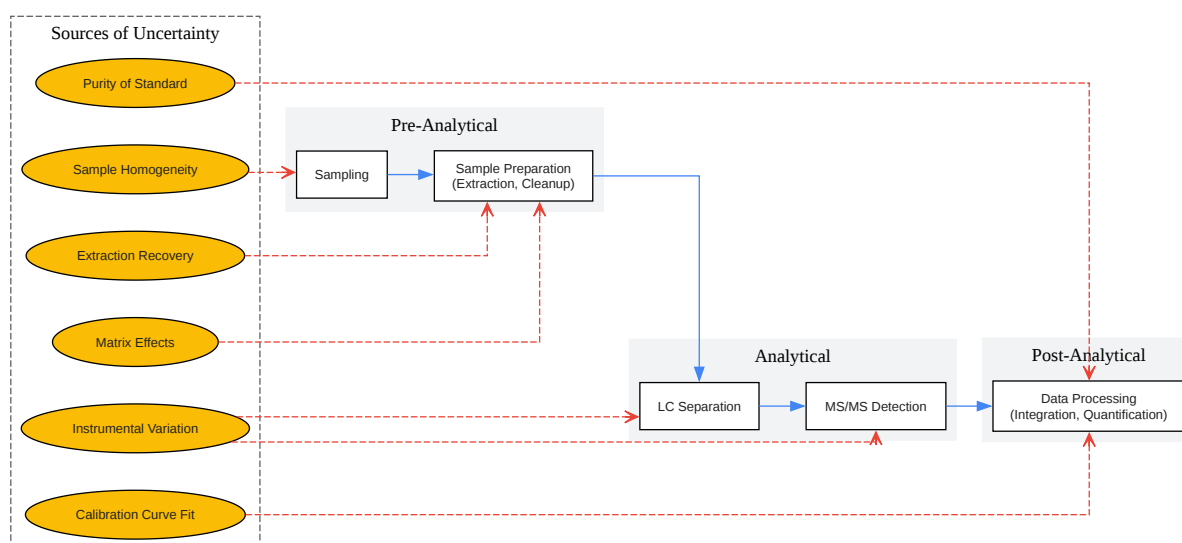 Sources of Uncertainty
Purity of Standard
Sample Homogeneity
Extraction Recovery
Matrix Effects
Instrumental Variation
Calibration Curve Fit
Pre-Analytical
Sampling
Sample Preparation
(Extraction, Cleanup)
Analytical
LC Separation
MS/MS Detection
Post-Analytical
Data Processing
(Integration, Quantification)